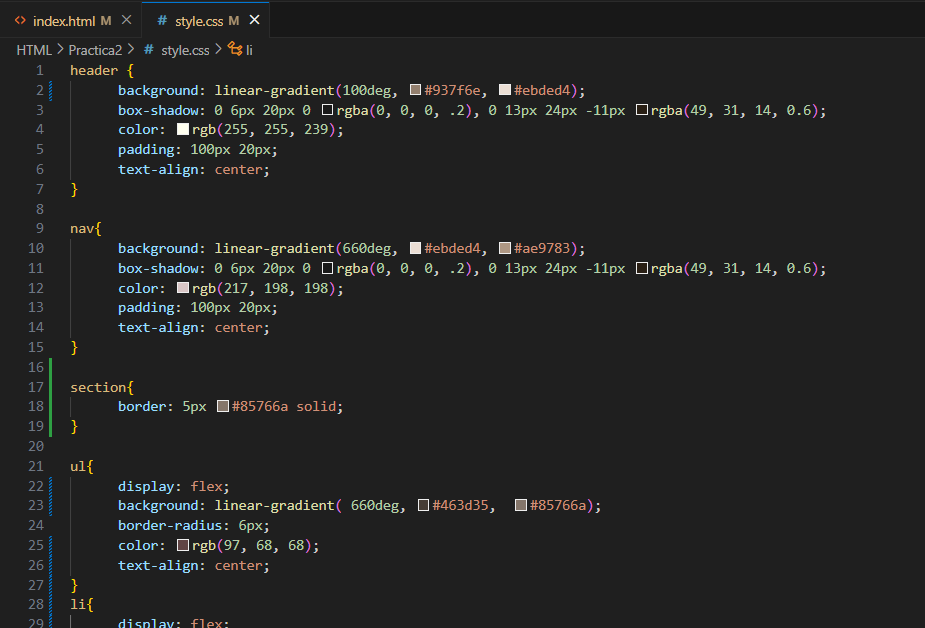 index.html M
style.css M
HTML > Practica2 > # style.css > li
1 header {
2 background: linear-gradient(100deg, #937f6e, #ebded4);
3 box-shadow: 0 6px 20px 0 rgba(0, 0, 0, .2), 0 13px 24px -11px rgba(49, 31, 14, 0.6);
4 color: rgb(255, 255, 239);
5 padding: 100px 20px;
6 text-align: center;
7 }
8
9 nav{
10 background: linear-gradient(660deg, #ebded4, #ae9783);
11 box-shadow: 0 6px 20px 0 rgba(0, 0, 0, .2), 0 13px 24px -11px rgba(49, 31, 14, 0.6);
12 color: rgb(217, 198, 198);
13 padding: 100px 20px;
14 text-align: center;
15 }
16
17 section{
18 border: 5px #85766a solid;
19 }
20
21 ul{
22 display: flex;
23 background: linear-gradient( 660deg, #463d35, #85766a);
24 border-radius: 6px;
25 color: rgb(97, 68, 68);
26 text-align: center;
27 }
28 li{
29 display: flex;